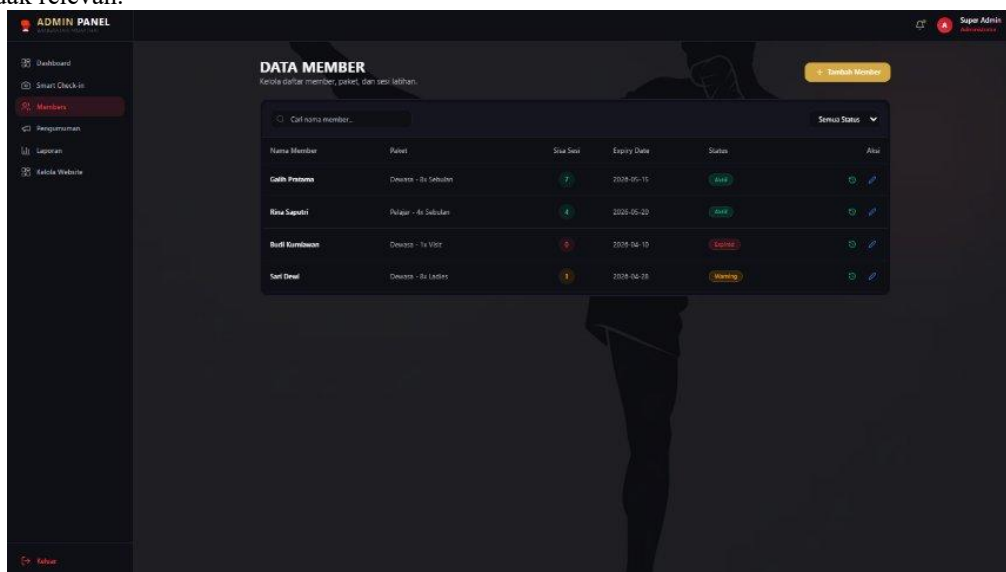 dak relevan.
ADMIN PANEL
Super Admin
Administrator
Dashboard
Smart Check-in
Members
Pengumuman
Laporan
Kelola Website
Keluar
DATA MEMBER
Kelola daftar member, paket, dan sesi latihan.
+ Tambah Member
Cari nama member...
Semua Status
Nama Member Paket Sisa Sesi Expiry Date Status Aksi
Galih Pratama Dewasa - 8x Sebulan 7 2026-05-15 Aktif
Rina Saputri Pelajar - 4x Sebulan 4 2026-05-20 Aktif
Budi Kurniawan Dewasa - 1x Visit 0 2026-04-10 Expired
Sari Dewi Dewasa - 8x Ladies 1 2026-04-28 Warning